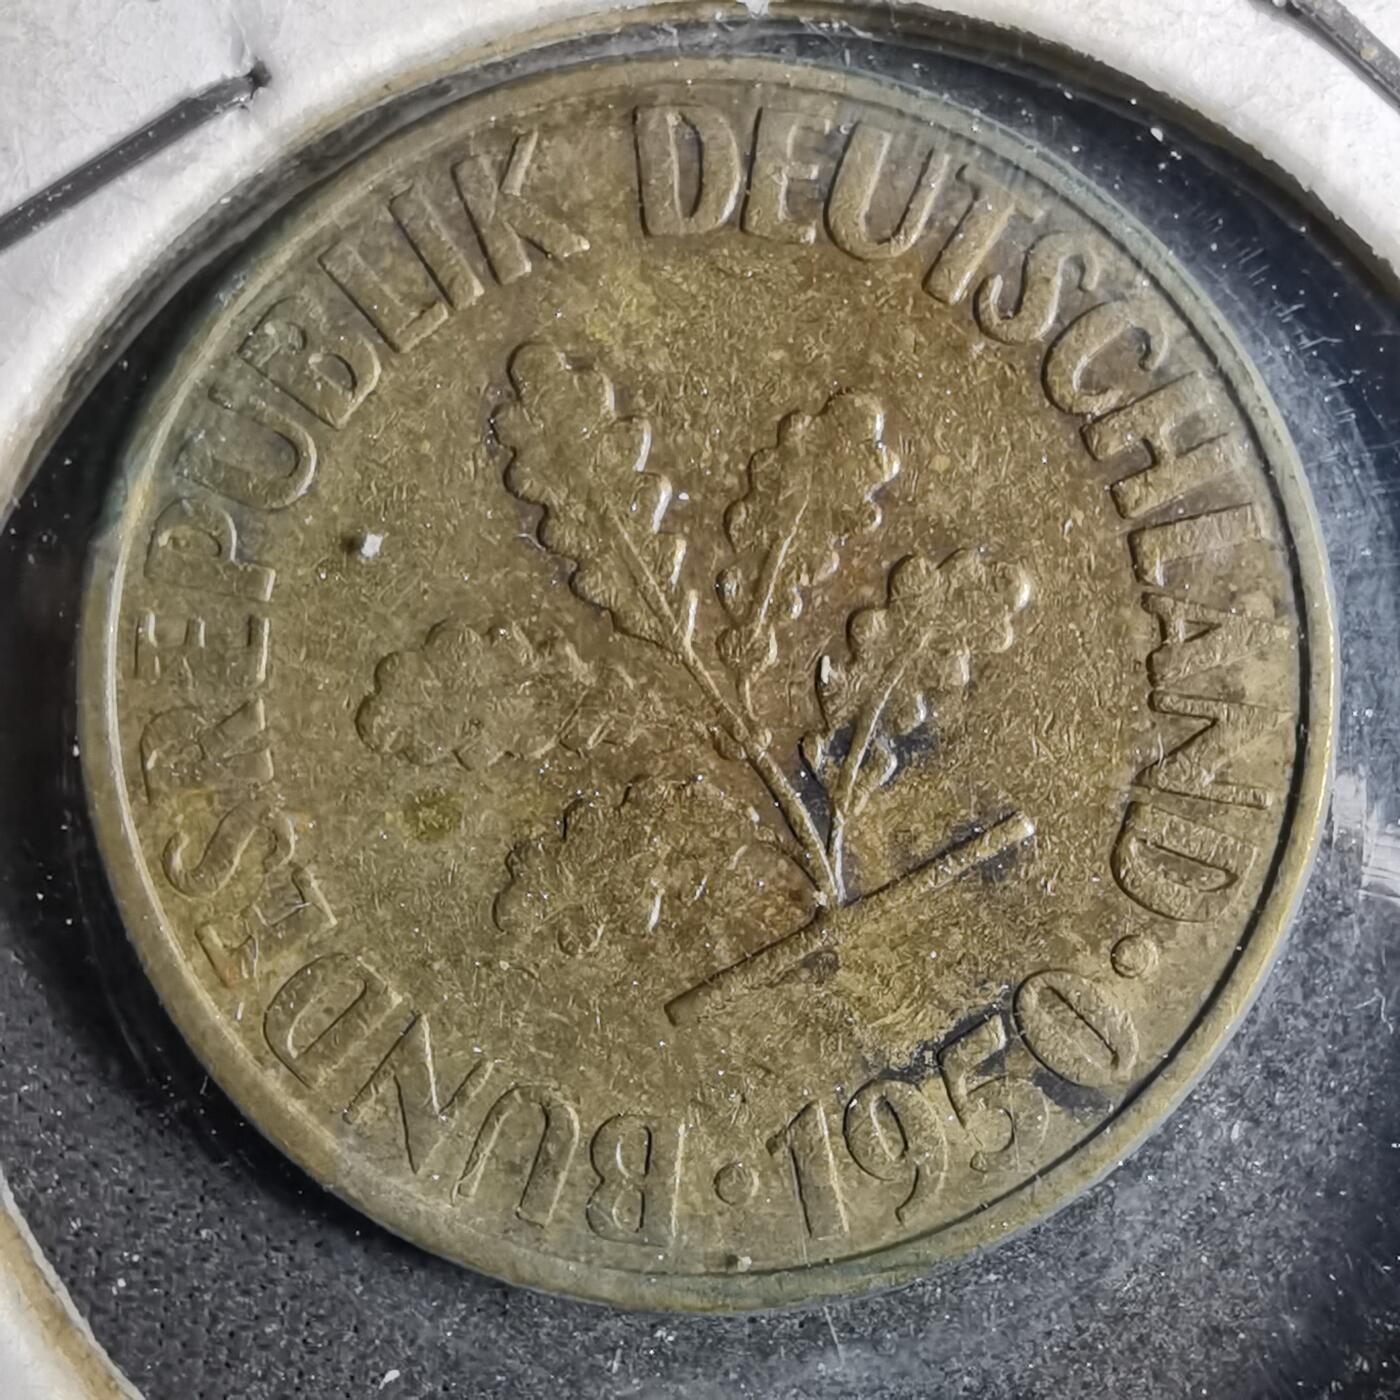 BUNDESREPUBLIK DEUTSCHLAND
· 1950 ·